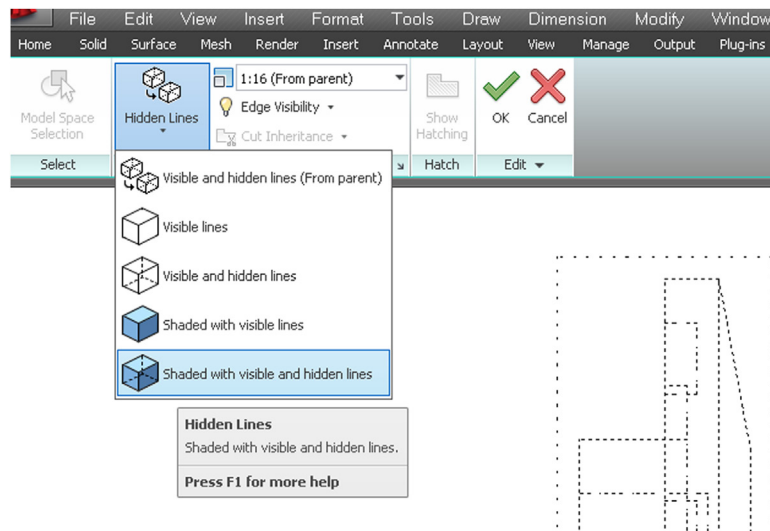 File Edit View Insert Format Tools Draw Dimension Modify Window
Home Solid Surface Mesh Render Insert Annotate Layout View Manage Output Plug-ins
Model Space Selection
Hidden Lines
1:16 (From parent)
Edge Visibility
Cut Inheritance
Show Hatching
OK
Cancel
Select
Hatch
Edit
Visible and hidden lines (From parent)
Visible lines
Visible and hidden lines
Shaded with visible lines
Shaded with visible and hidden lines
Hidden Lines
Shaded with visible and hidden lines.
Press F1 for more help